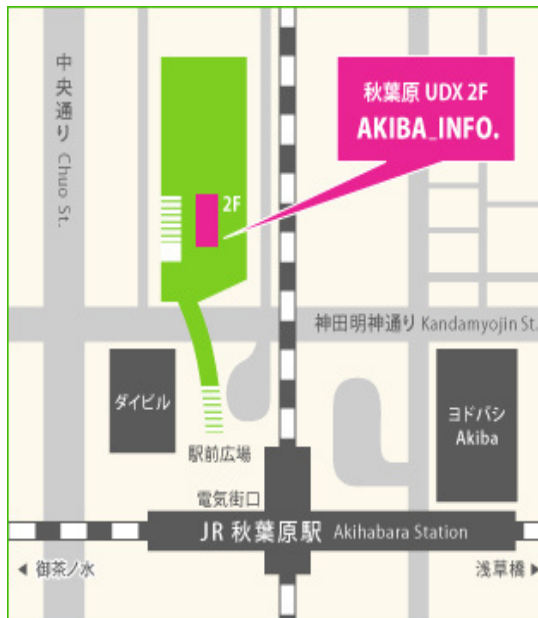 中央通り Chuo St.
秋葉原 UDX 2F
AKIBA_INFO.
2F
神田明神通り Kandamyojin St.
ダイビル
ヨドバシ
Akiba
駅前広場
電気街口
JR 秋葉原駅 Akihabara Station
◀ 御茶ノ水
浅草橋 ▶